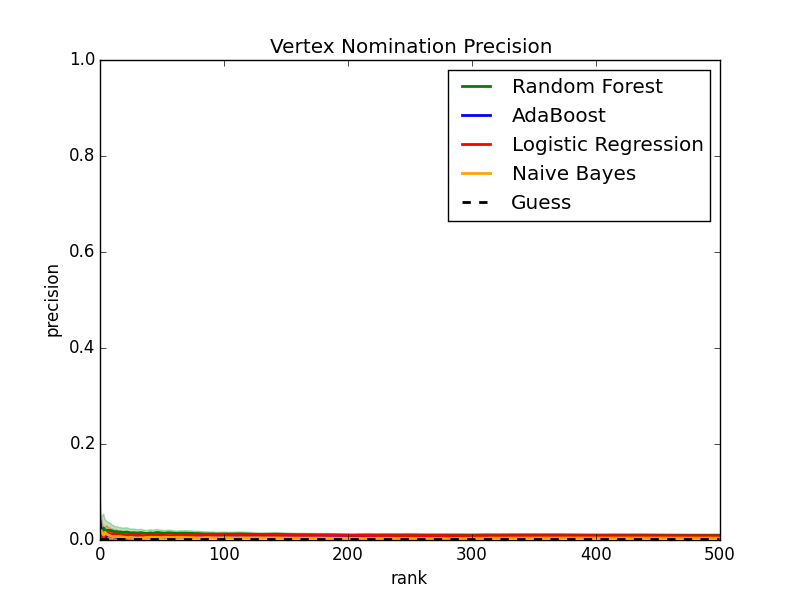 Vertex Nomination Precision
1.0
0.8
0.6
0.4
0.2
0.0
precision
Random Forest
AdaBoost
Logistic Regression
Naive Bayes
Guess
0 100 200 300 400 500
rank